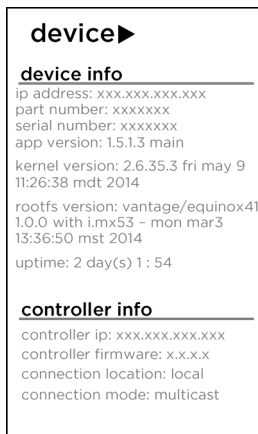 device▶
device info
ip address: xxx.xxx.xxx.xxx
part number: xxxxxxx
serial number: xxxxxxx
app version: 1.5.1.3 main
kernel version: 2.6.35.3 fri may 9
11:26:38 mdt 2014
rootfs version: vantage/equinox41
1.0.0 with i.mx53 – mon mar3
13:36:50 mst 2014
uptime: 2 day(s) 1 : 54
controller info
controller ip: xxx.xxx.xxx.xxx
controller firmware: x.x.x.x
connection location: local
connection mode: multicast